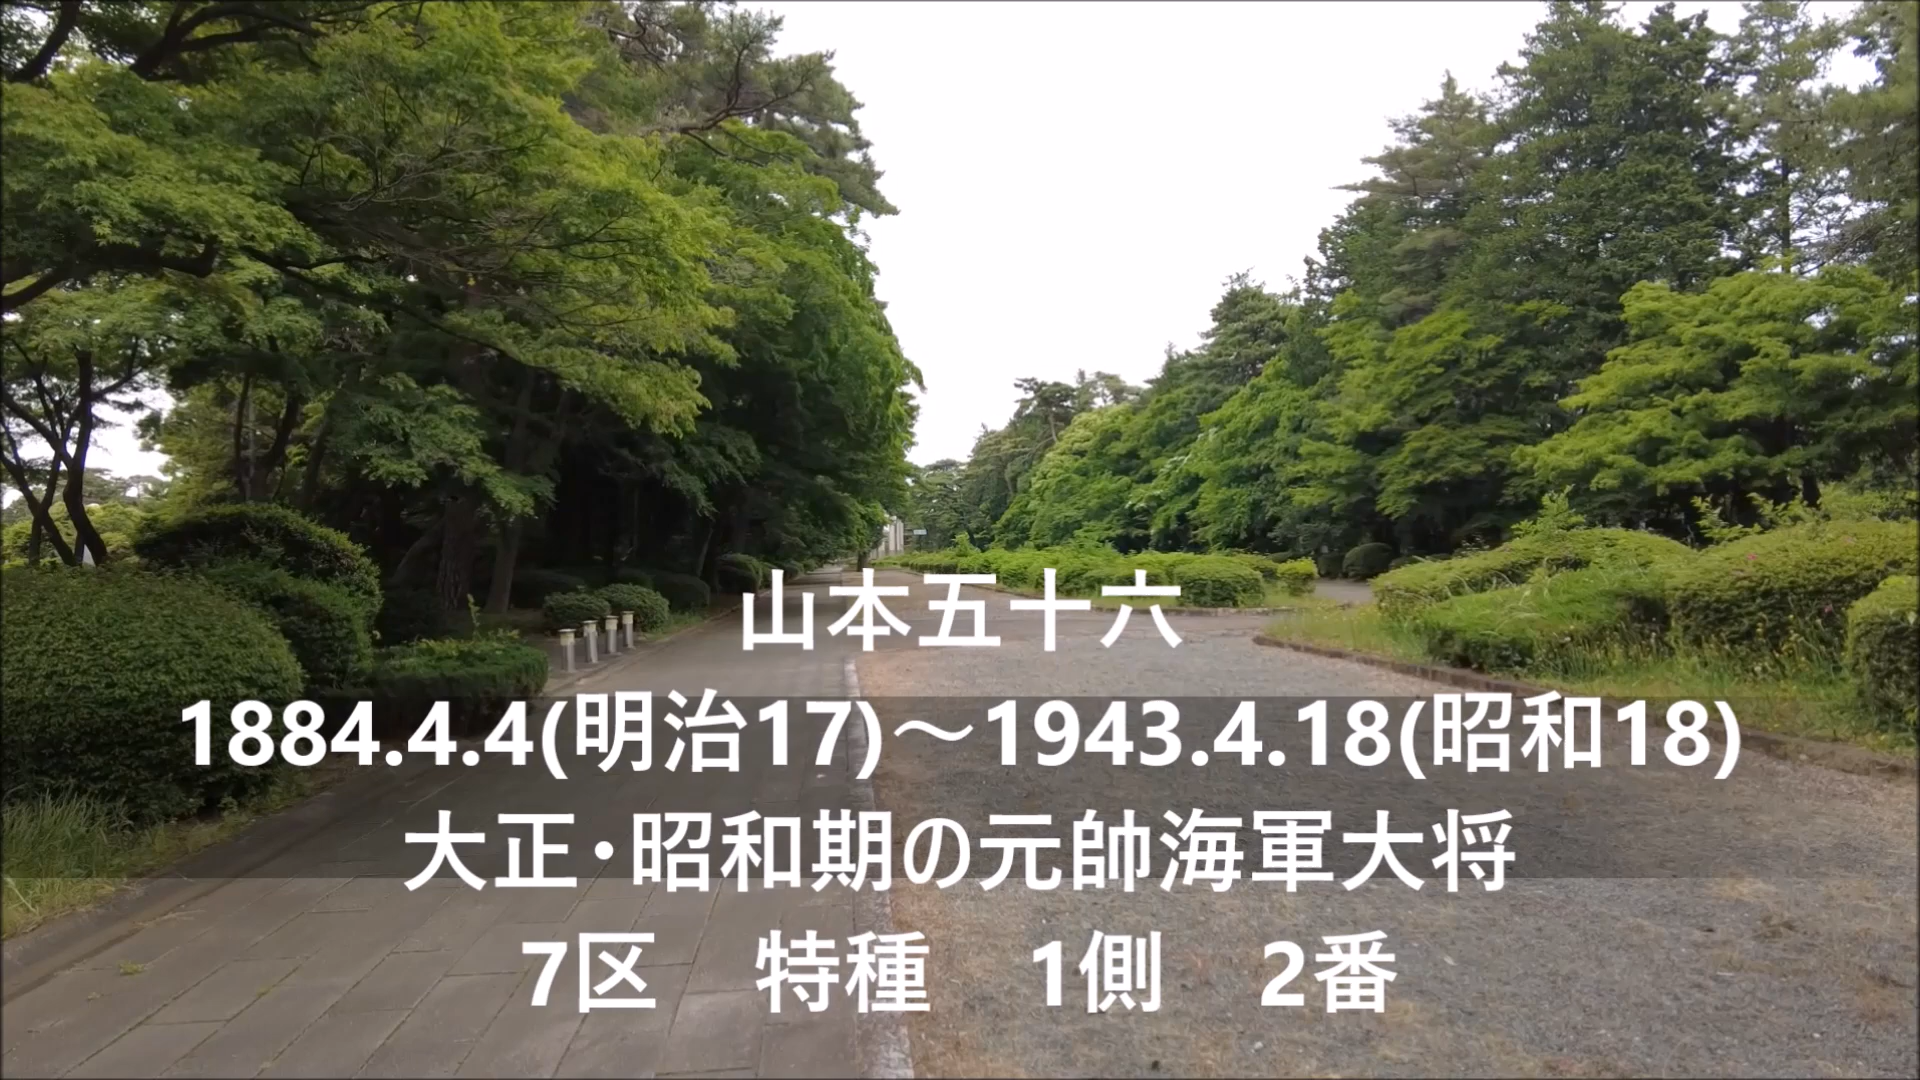 山本五十六
1884.4.4(明治17)～1943.4.18(昭和18)
大正・昭和期の元帥海軍大将
7区　特種　1側　2番